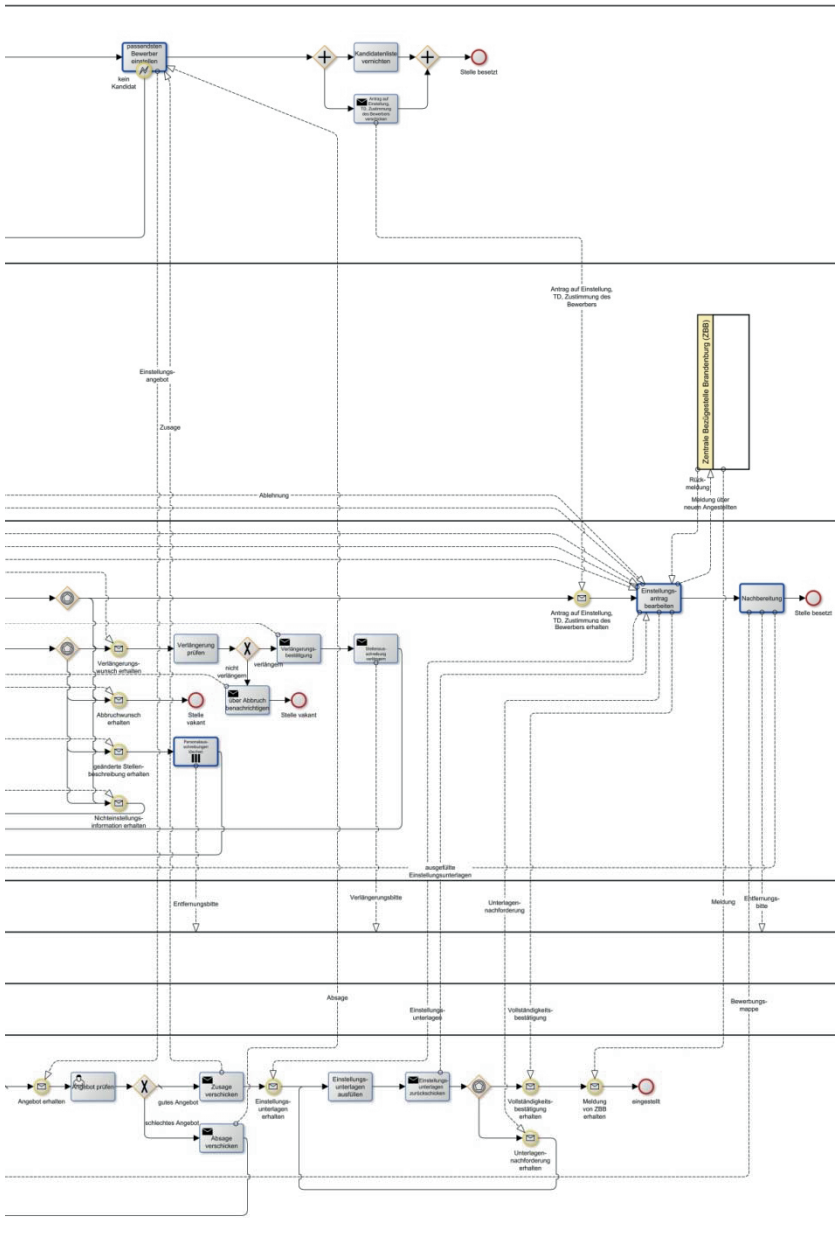 passendsten
Bewerber
einstellen
kein
Kandidat
Kandidatenliste
vernichten
Stelle besetzt
Antrag auf
Einstellung,
TD, Zustimmung
des Bewerbers
verschicken
Antrag auf Einstellung,
TD, Zustimmung des
Bewerbers
Zentrale Bezügestelle Brandenburg (ZBB)
Einstellungs-
angebot
Zusage
Rück-
meldung
Meldung über
neuen Angestellten
Ablehnung
Einstellungs-
antrag
bearbeiten
Nachbereitung
Stelle besetzt
Antrag auf Einstellung,
TD, Zustimmung des
Bewerbers erhalten
Verlängerungs-
wunsch erhalten
Verlängerung
prüfen
verlängern
nicht
verlängern
Verlängerungs-
bestätigung
Stellenaus-
schreibung
verlängern
Abbruchwunsch
erhalten
Stelle
vakant
über Abbruch
benachrichtigen
Stelle vakant
geänderte Stellen-
beschreibung erhalten
löschen
Nichteinstellungs-
information erhalten
ausgefüllte
Einstellungsunterlagen
Entfernungsbitte
Verlängerungsbitte
Unterlagen-
nachforderung
Meldung
Entfernungs-
bitte
Absage
Einstellungs-
unterlagen
Vollständigkeits-
bestätigung
Bewerbungs-
mappe
Angebot erhalten
Angebot prüfen
gutes Angebot
schlechtes Angebot
Zusage
verschicken
Absage
verschicken
Einstellungs-
unterlagen
erhalten
Einstellungs-
unterlagen
ausfüllen
Einstellungs-
unterlagen
zurückschicken
Vollständigkeits-
bestätigung
erhalten
Meldung
von ZBB
erhalten
eingestellt
Unterlagen-
nachforderung
erhalten